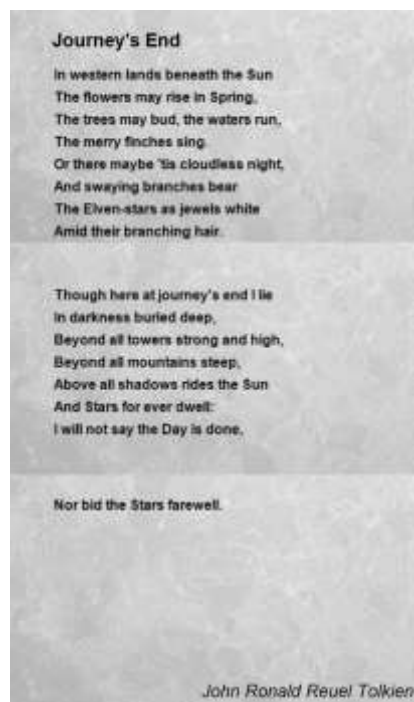 Journey's End
In western lands beneath the Sun
The flowers may rise in Spring,
The trees may bud, the waters run,
The merry finches sing.
Or there maybe 'tis cloudless night,
And swaying branches bear
The Elven-stars as jewels white
Amid their branching hair.
Though here at journey's end I lie
In darkness buried deep,
Beyond all towers strong and high,
Beyond all mountains steep,
Above all shadows rides the Sun
And Stars for ever dwell:
I will not say the Day is done,
Nor bid the Stars farewell.
John Ronald Reuel Tolkien